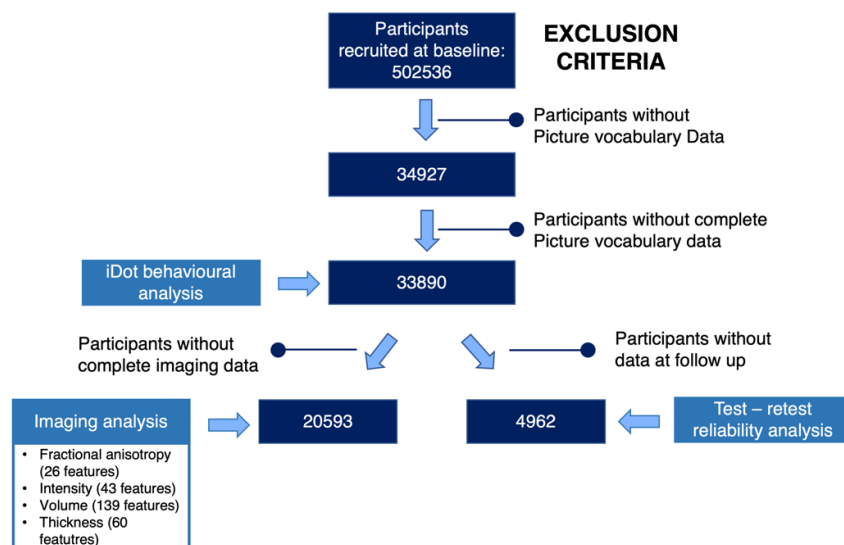 Participants
recruited at baseline:
502536
EXCLUSION
CRITERIA
Participants without
Picture vocabulary Data
34927
Participants without complete
Picture vocabulary data
iDot behavioural
analysis
33890
Participants without
complete imaging data
Participants without
data at follow up
Imaging analysis
20593
4962
Test – retest
reliability analysis
• Fractional anisotropy
(26 features)
• Intensity (43 features)
• Volume (139 features)
• Thickness (60
featutres)